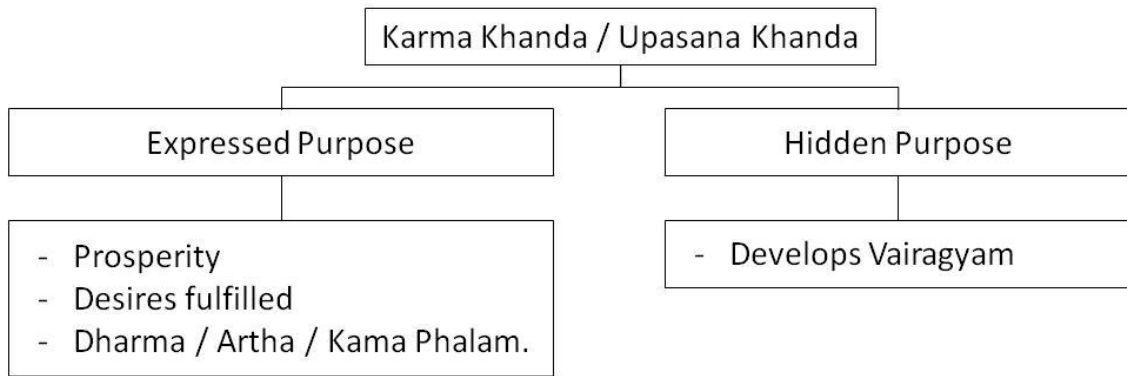 Karma Khanda / Upasana Khanda
Expressed Purpose
Hidden Purpose
- Prosperity
- Desires fulfilled
- Dharma / Artha / Kama Phalam.
- Develops Vairagyam